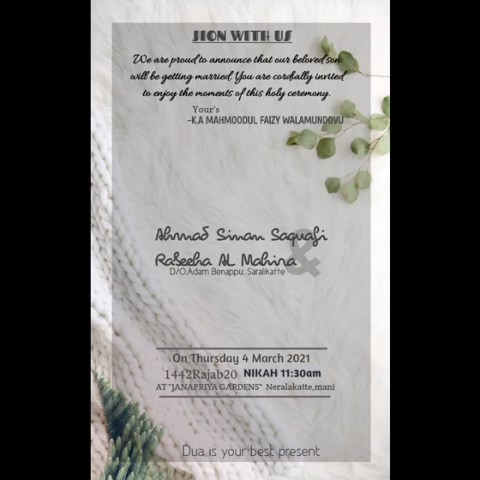 JION WITH US
We are proud to announce that our beloved son
will be getting married. You are cordially invited
to enjoy the moments of this holy ceremony.
Your's
-K.A MAHMOODUL FAIZY WALAMUNDOVU
Ahmad Sinan Saquafi
&
Rabeeha AL Mahira
D/O.Adam Benappu, Saralikatte
On Thursday 4 March 2021
1442Rajab20 NIKAH 11:30am
AT "JANAPRIYA GARDENS" Neralakatte,mani
Dua is your best present